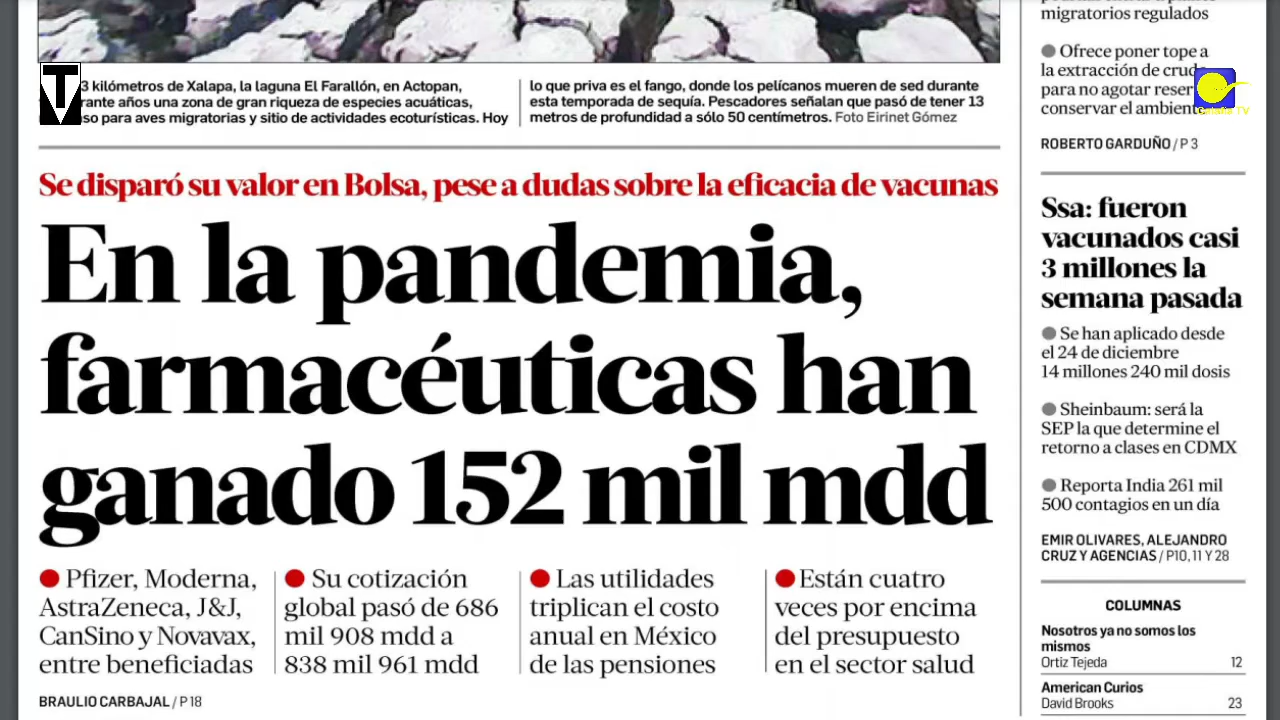 3 kilómetros de Xalapa, la laguna El Farallón, en Actopan,
rante años una zona de gran riqueza de especies acuáticas,
so para aves migratorias y sitio de actividades ecoturísticas. Hoy
lo que priva es el fango, donde los pelícanos mueren de sed durante
esta temporada de sequía. Pescadores señalan que pasó de tener 13
metros de profundidad a sólo 50 centímetros. Foto Eirinet Gómez
Se disparó su valor en Bolsa, pese a dudas sobre la eficacia de vacunas
En la pandemia,
farmacéuticas han
ganado 152 mil mdd
● Pfizer, Moderna,
AstraZeneca, J&J,
CanSino y Novavax,
entre beneficiadas
● Su cotización
global pasó de 686
mil 908 mdd a
838 mil 961 mdd
● Las utilidades
triplican el costo
anual en México
de las pensiones
● Están cuatro
veces por encima
del presupuesto
en el sector salud
BRAULIO CARBAJAL / P 18
migratorios regulados
● Ofrece poner tope a
la extracción de crud
para no agotar reser
conservar el ambient
ROBERTO GARDUÑO / P 3
Ssa: fueron
vacunados casi
3 millones la
semana pasada
● Se han aplicado desde
el 24 de diciembre
14 millones 240 mil dosis
● Sheinbaum: será la
SEP la que determine el
retorno a clases en CDMX
● Reporta India 261 mil
500 contagios en un día
EMIR OLIVARES, ALEJANDRO
CRUZ Y AGENCIAS / P10, 11 Y 28
COLUMNAS
Nosotros ya no somos los
mismos
Ortiz Tejeda 12
American Curios
David Brooks 23